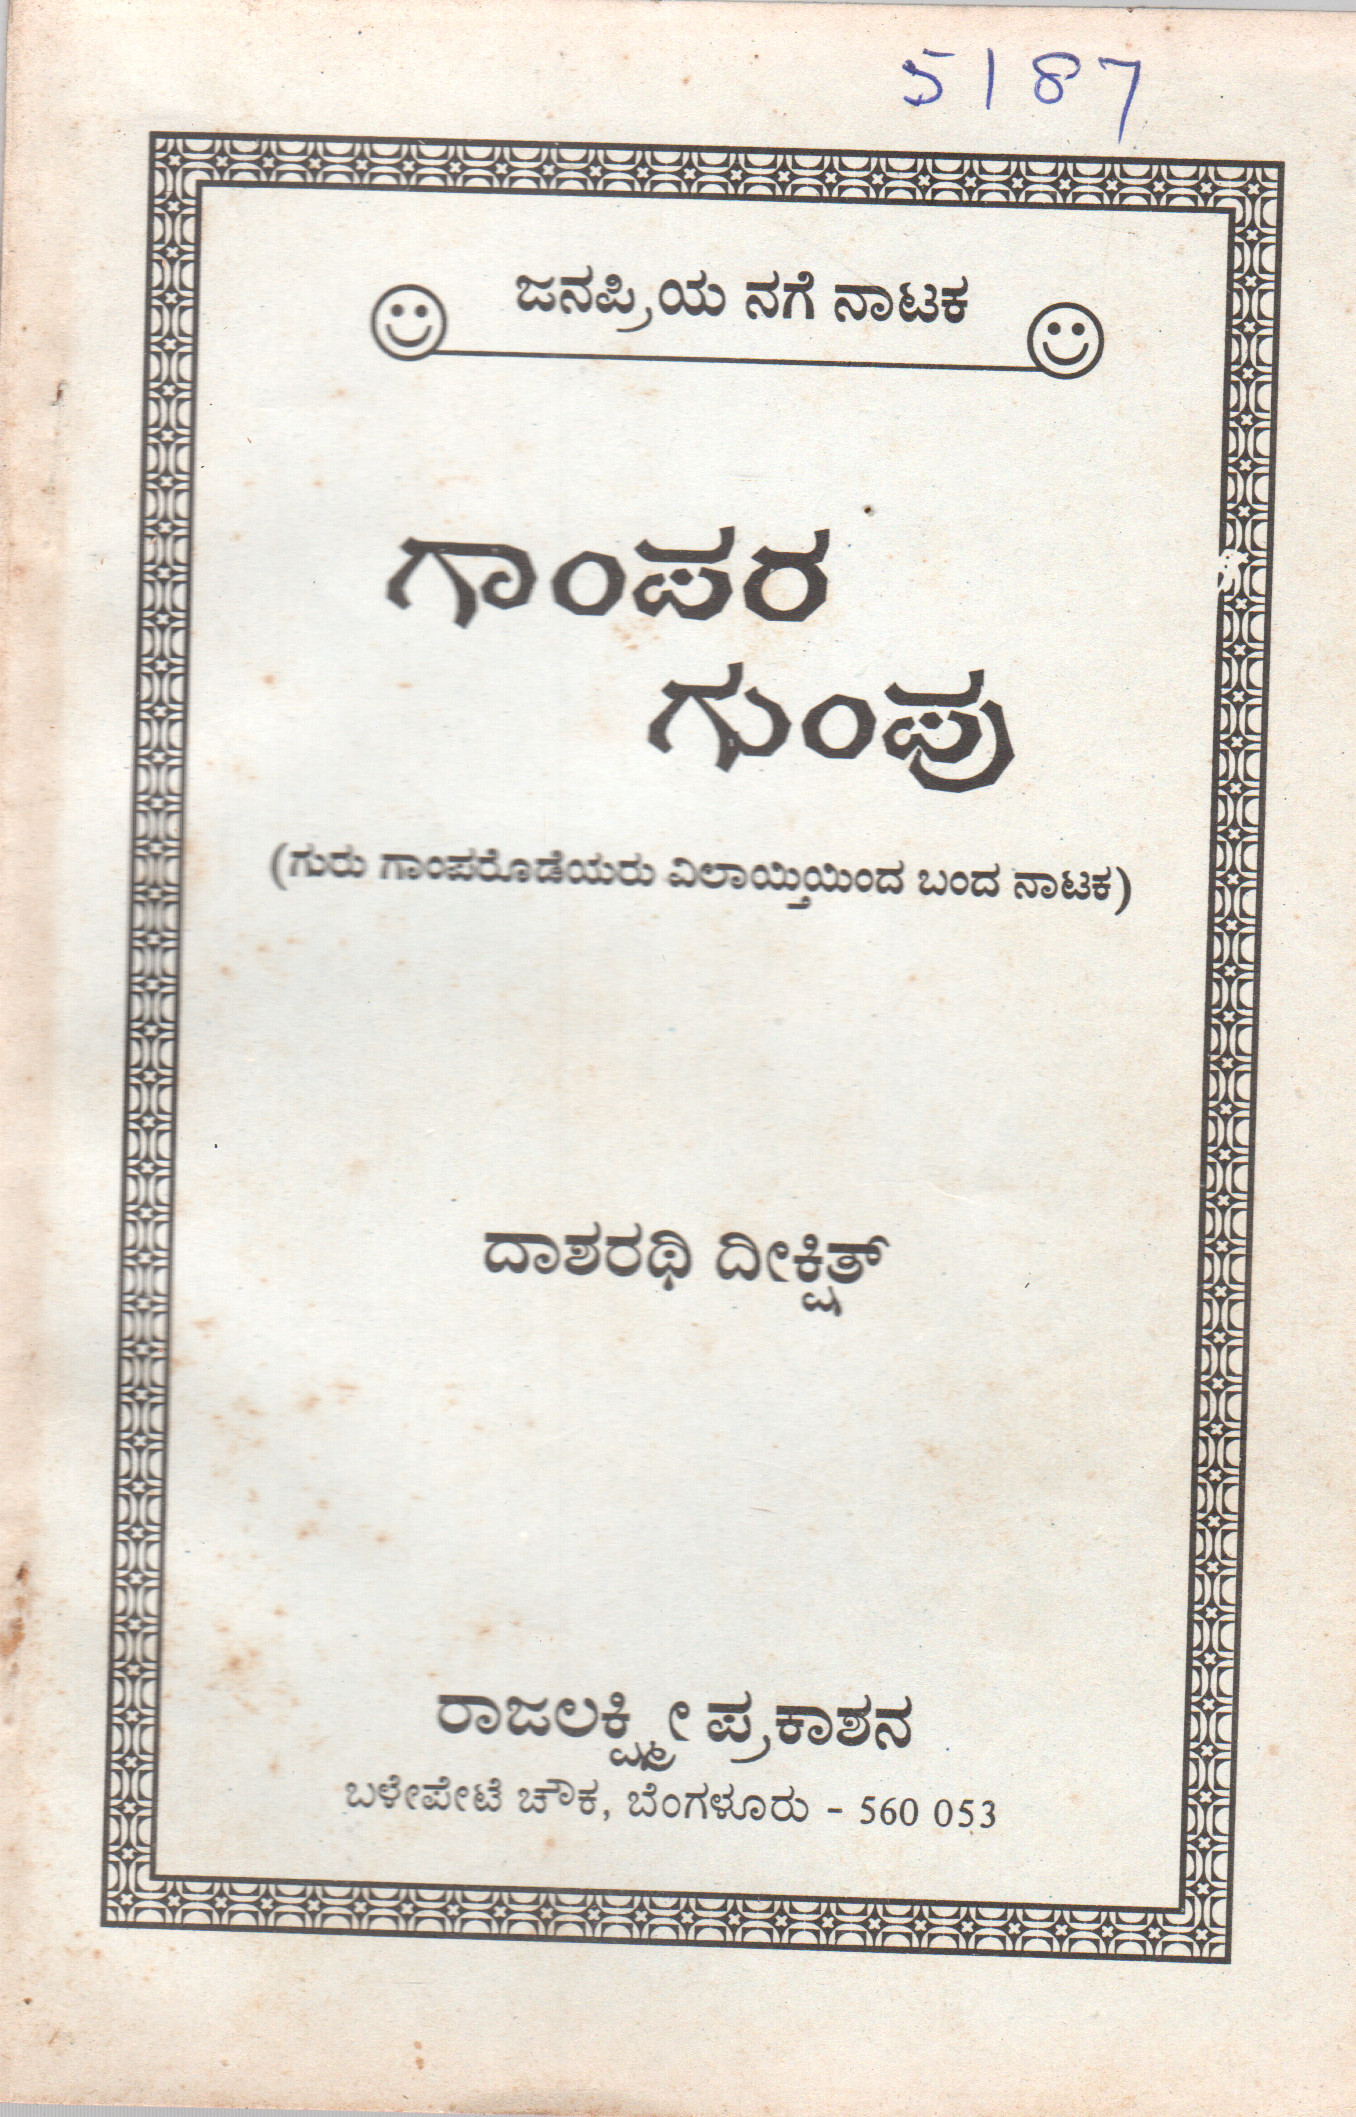 5187
ಜನಪ್ರಿಯ ನಗೆ ನಾಟಕ
ಗಾಂಪರ
ಗುಂಪು
(ಗುರು ಗಾಂಪರೊಡೆಯರು ವಿಲಾಯ್ತಿಯಿಂದ ಬಂದ ನಾಟಕ)
ದಾಶರಥಿ ದೀಕ್ಷಿತ್
ರಾಜಲಕ್ಷ್ಮೀ ಪ್ರಕಾಶನ
ಬಳೇಪೇಟೆ ಚೌಕ, ಬೆಂಗಳೂರು - 560 053